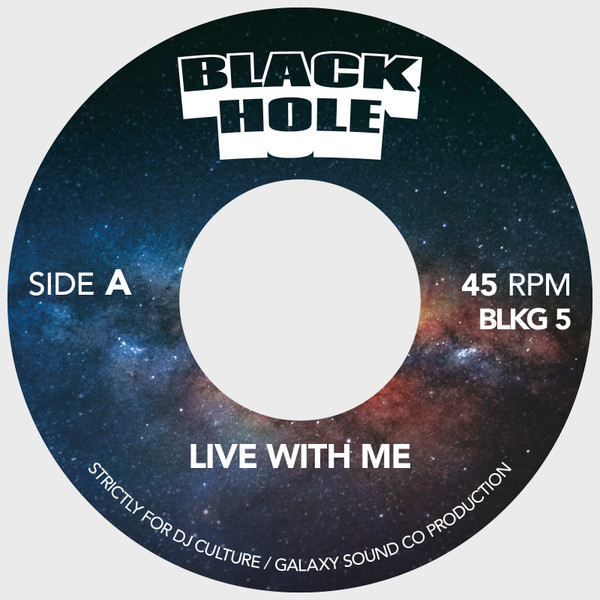 BLACK
HOLE
SIDE A
45 RPM
BLKG 5
LIVE WITH ME
STRICTLY FOR DJ CULTURE / GALAXY SOUND CO PRODUCTION